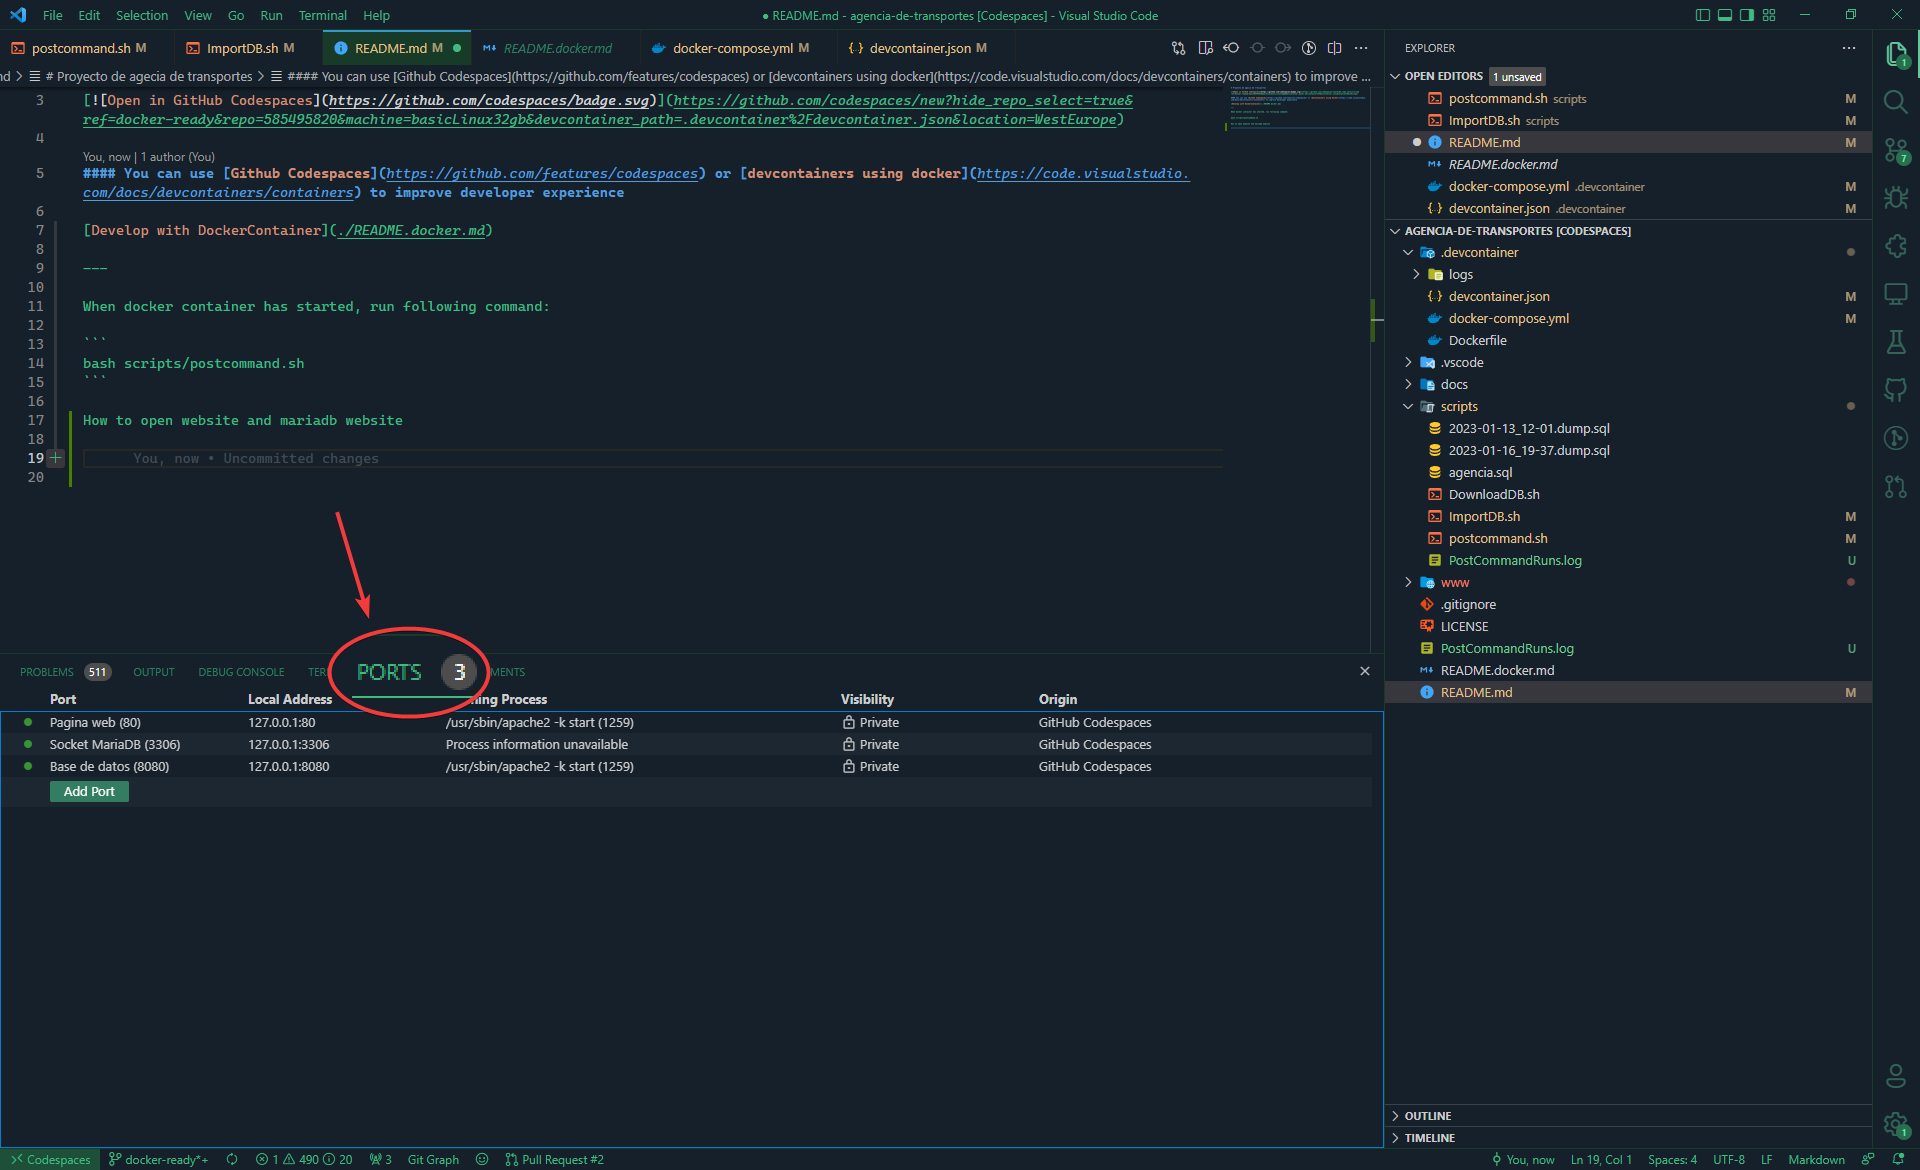 File Edit Selection View Go Run Terminal Help
● README.md - agencia-de-transportes [Codespaces] - Visual Studio Code
postcommand.sh M
ImportDB.sh M
README.md M
README.docker.md
docker-compose.yml M
devcontainer.json M
nd > # Proyecto de agecia de transportes > #### You can use [Github Codespaces](https://github.com/features/codespaces) or [devcontainers using docker](https://code.visualstudio.com/docs/devcontainers/containers) to improve ...
3 [![Open in GitHub Codespaces](https://github.com/codespaces/badge.svg)](https://github.com/codespaces/new?hide_repo_select=true&
ref=docker-ready&repo=585495820&machine=basicLinux32gb&devcontainer_path=.devcontainer%2Fdevcontainer.json&location=WestEurope)
4
You, now | 1 author (You)
5 #### You can use [Github Codespaces](https://github.com/features/codespaces) or [devcontainers using docker](https://code.visualstudio.
com/docs/devcontainers/containers) to improve developer experience
6
7 [Develop with DockerContainer](./README.docker.md)
8
9 ---
10
11 When docker container has started, run following command:
12
13 ```
14 bash scripts/postcommand.sh
15 ```
16
17 How to open website and mariadb website
18
19 You, now • Uncommitted changes
20
PROBLEMS 511 OUTPUT DEBUG CONSOLE TER PORTS 3 MENTS
Port Local Address ning Process Visibility Origin
Pagina web (80) 127.0.0.1:80 /usr/sbin/apache2 -k start (1259) Private GitHub Codespaces
Socket MariaDB (3306) 127.0.0.1:3306 Process information unavailable Private GitHub Codespaces
Base de datos (8080) 127.0.0.1:8080 /usr/sbin/apache2 -k start (1259) Private GitHub Codespaces
Add Port
EXPLORER
OPEN EDITORS 1 unsaved
postcommand.sh scripts M
ImportDB.sh scripts M
README.md M
README.docker.md
docker-compose.yml .devcontainer M
devcontainer.json .devcontainer M
AGENCIA-DE-TRANSPORTES [CODESPACES]
.devcontainer
logs
devcontainer.json M
docker-compose.yml M
Dockerfile
.vscode
docs
scripts
2023-01-13_12-01.dump.sql
2023-01-16_19-37.dump.sql
agencia.sql
DownloadDB.sh
ImportDB.sh M
postcommand.sh M
PostCommandRuns.log U
www
.gitignore
LICENSE
PostCommandRuns.log U
README.docker.md
README.md M
OUTLINE
TIMELINE
1
7
1
Codespaces docker-ready*+ 1 490 20 3 Git Graph Pull Request #2 You, now Ln 19, Col 1 Spaces: 4 UTF-8 LF Markdown